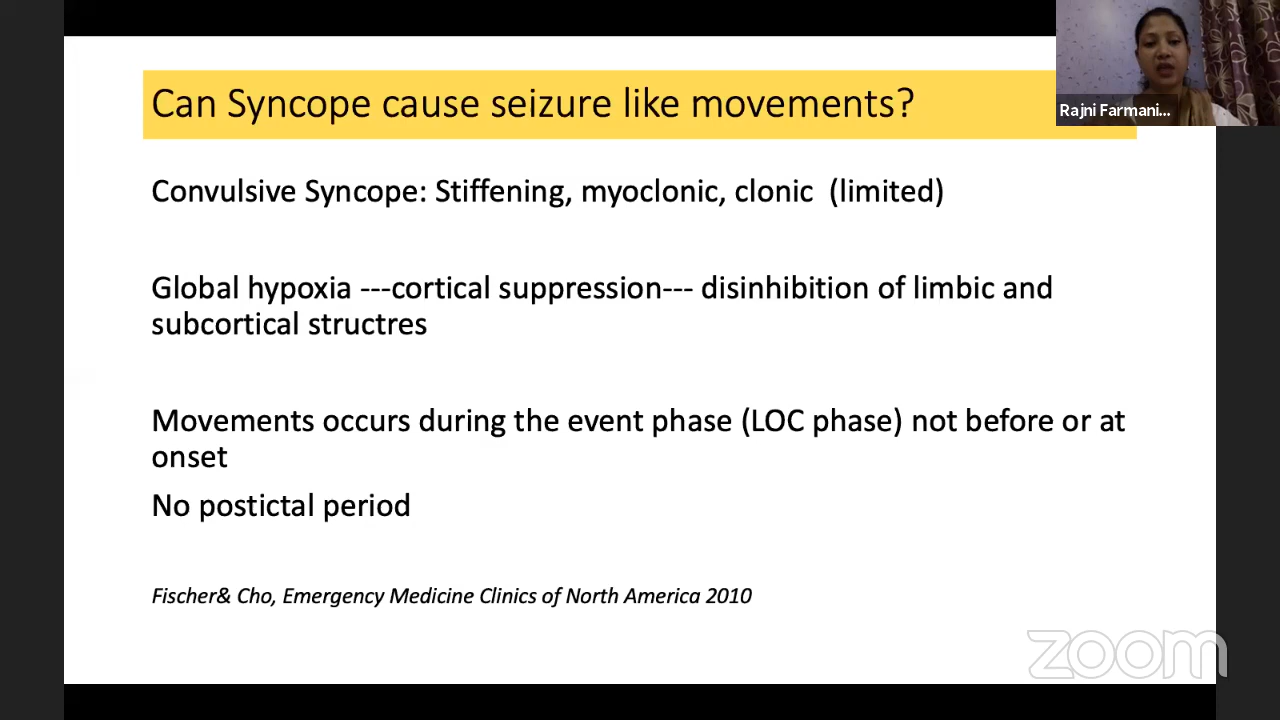 Can Syncope cause seizure like movements?
Rajni Farmani...
Convulsive Syncope: Stiffening, myoclonic, clonic (limited)
Global hypoxia ---cortical suppression--- disinhibition of limbic and
subcortical structres
Movements occurs during the event phase (LOC phase) not before or at
onset
No postictal period
Fischer& Cho, Emergency Medicine Clinics of North America 2010
zoom